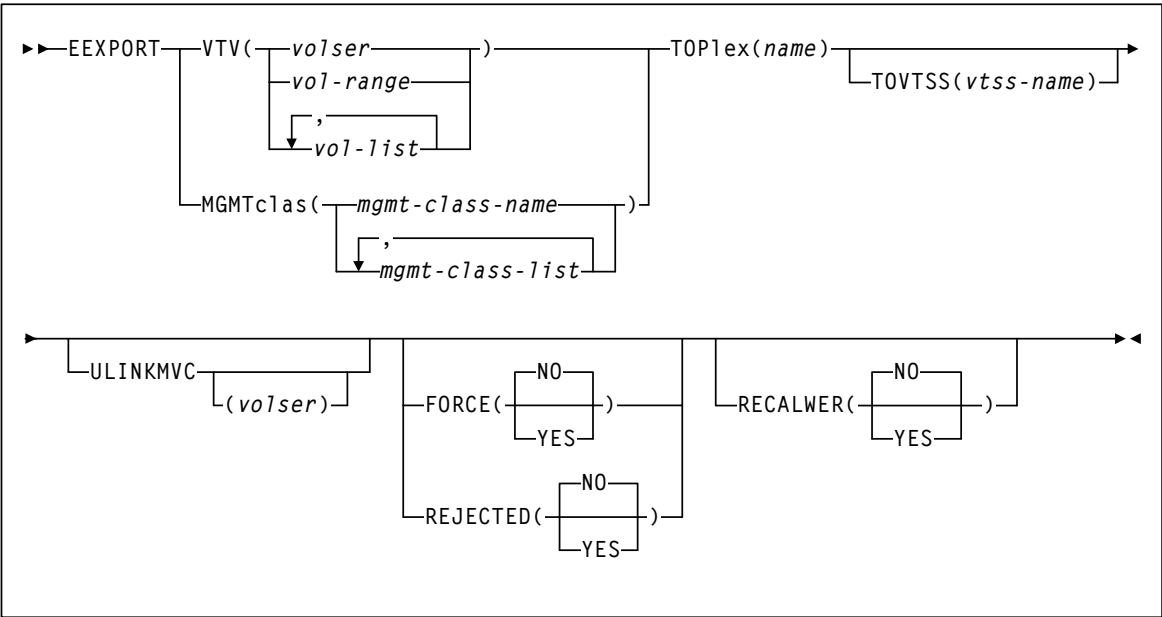 EEXPORT VTV( volser ) TOPlex(name)
vol-range TOVTSS(vtss-name)
,
vol-list
MGMTclas( mgmt-class-name )
,
mgmt-class-list
ULINKMVC NO NO
(volser) FORCE( ) RECALWER( )
YES YES
NO
REJECTED( )
YES